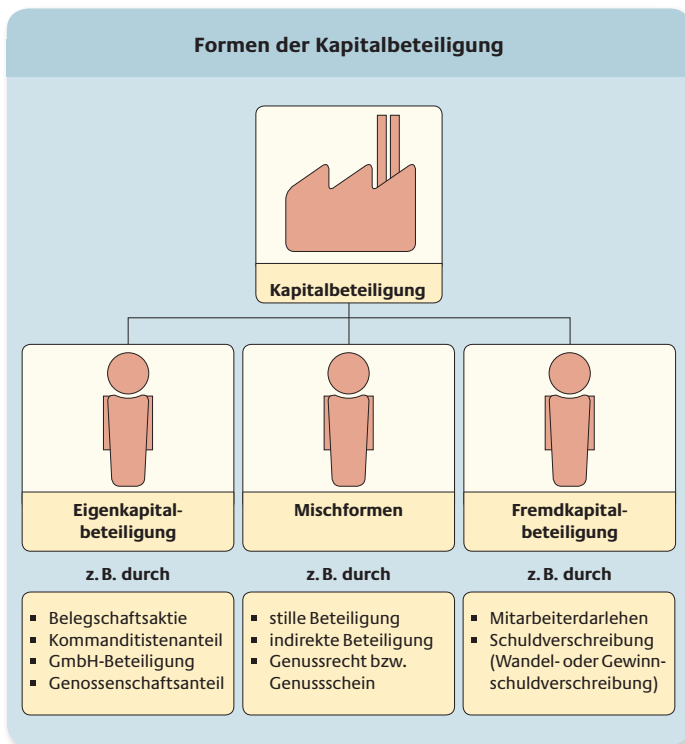 Formen der Kapitalbeteiligung
Kapitalbeteiligung
Eigenkapital-
beteiligung
z. B. durch
▪ Belegschaftsaktie
▪ Kommanditistenanteil
▪ GmbH-Beteiligung
▪ Genossenschaftsanteil
Mischformen
z. B. durch
▪ stille Beteiligung
▪ indirekte Beteiligung
▪ Genussrecht bzw.
Genussschein
Fremdkapital-
beteiligung
z. B. durch
▪ Mitarbeiterdarlehen
▪ Schuldverschreibung
(Wandel- oder Gewinn-
schuldverschreibung)